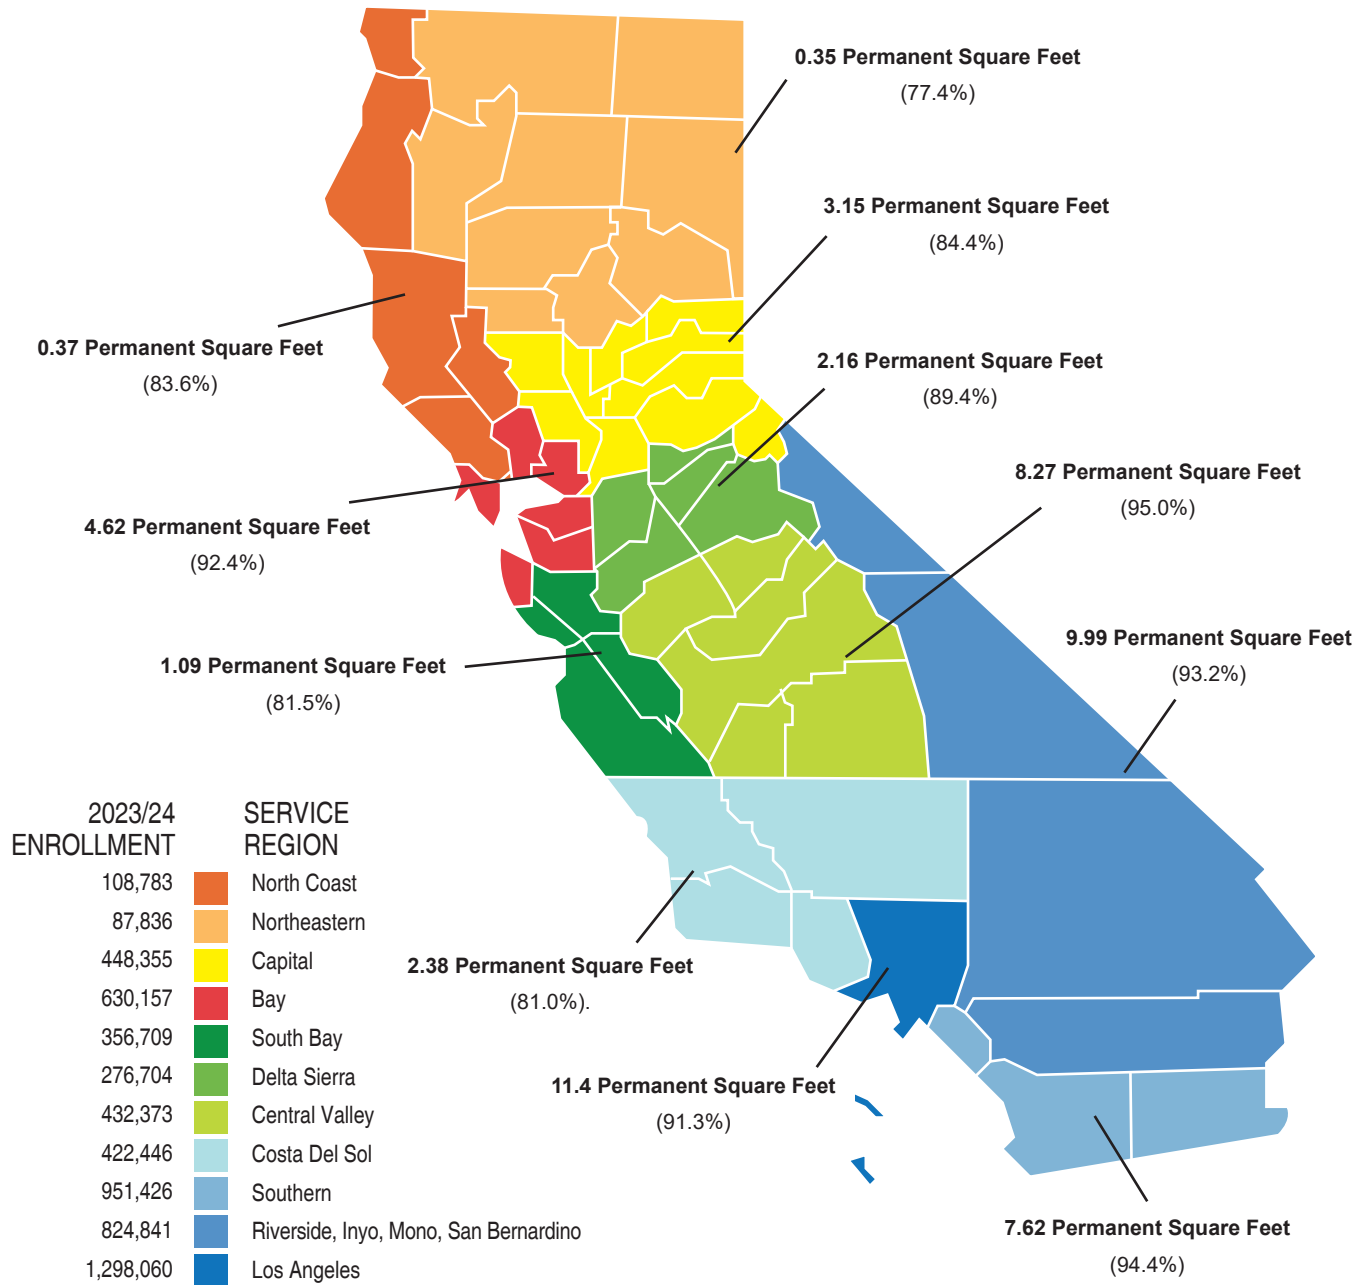 0.35 Permanent Square Feet
(77.4%)
3.15 Permanent Square Feet
(84.4%)
0.37 Permanent Square Feet
(83.6%)
2.16 Permanent Square Feet
(89.4%)
8.27 Permanent Square Feet
(95.0%)
4.62 Permanent Square Feet
(92.4%)
9.99 Permanent Square Feet
(93.2%)
1.09 Permanent Square Feet
(81.5%)
2.38 Permanent Square Feet
(81.0%).
11.4 Permanent Square Feet
(91.3%)
7.62 Permanent Square Feet
(94.4%)
2023/24 SERVICE
ENROLLMENT REGION
108,783 North Coast
87,836 Northeastern
448,355 Capital
630,157 Bay
356,709 South Bay
276,704 Delta Sierra
432,373 Central Valley
422,446 Costa Del Sol
951,426 Southern
824,841 Riverside, Inyo, Mono, San Bernardino
1,298,060 Los Angeles